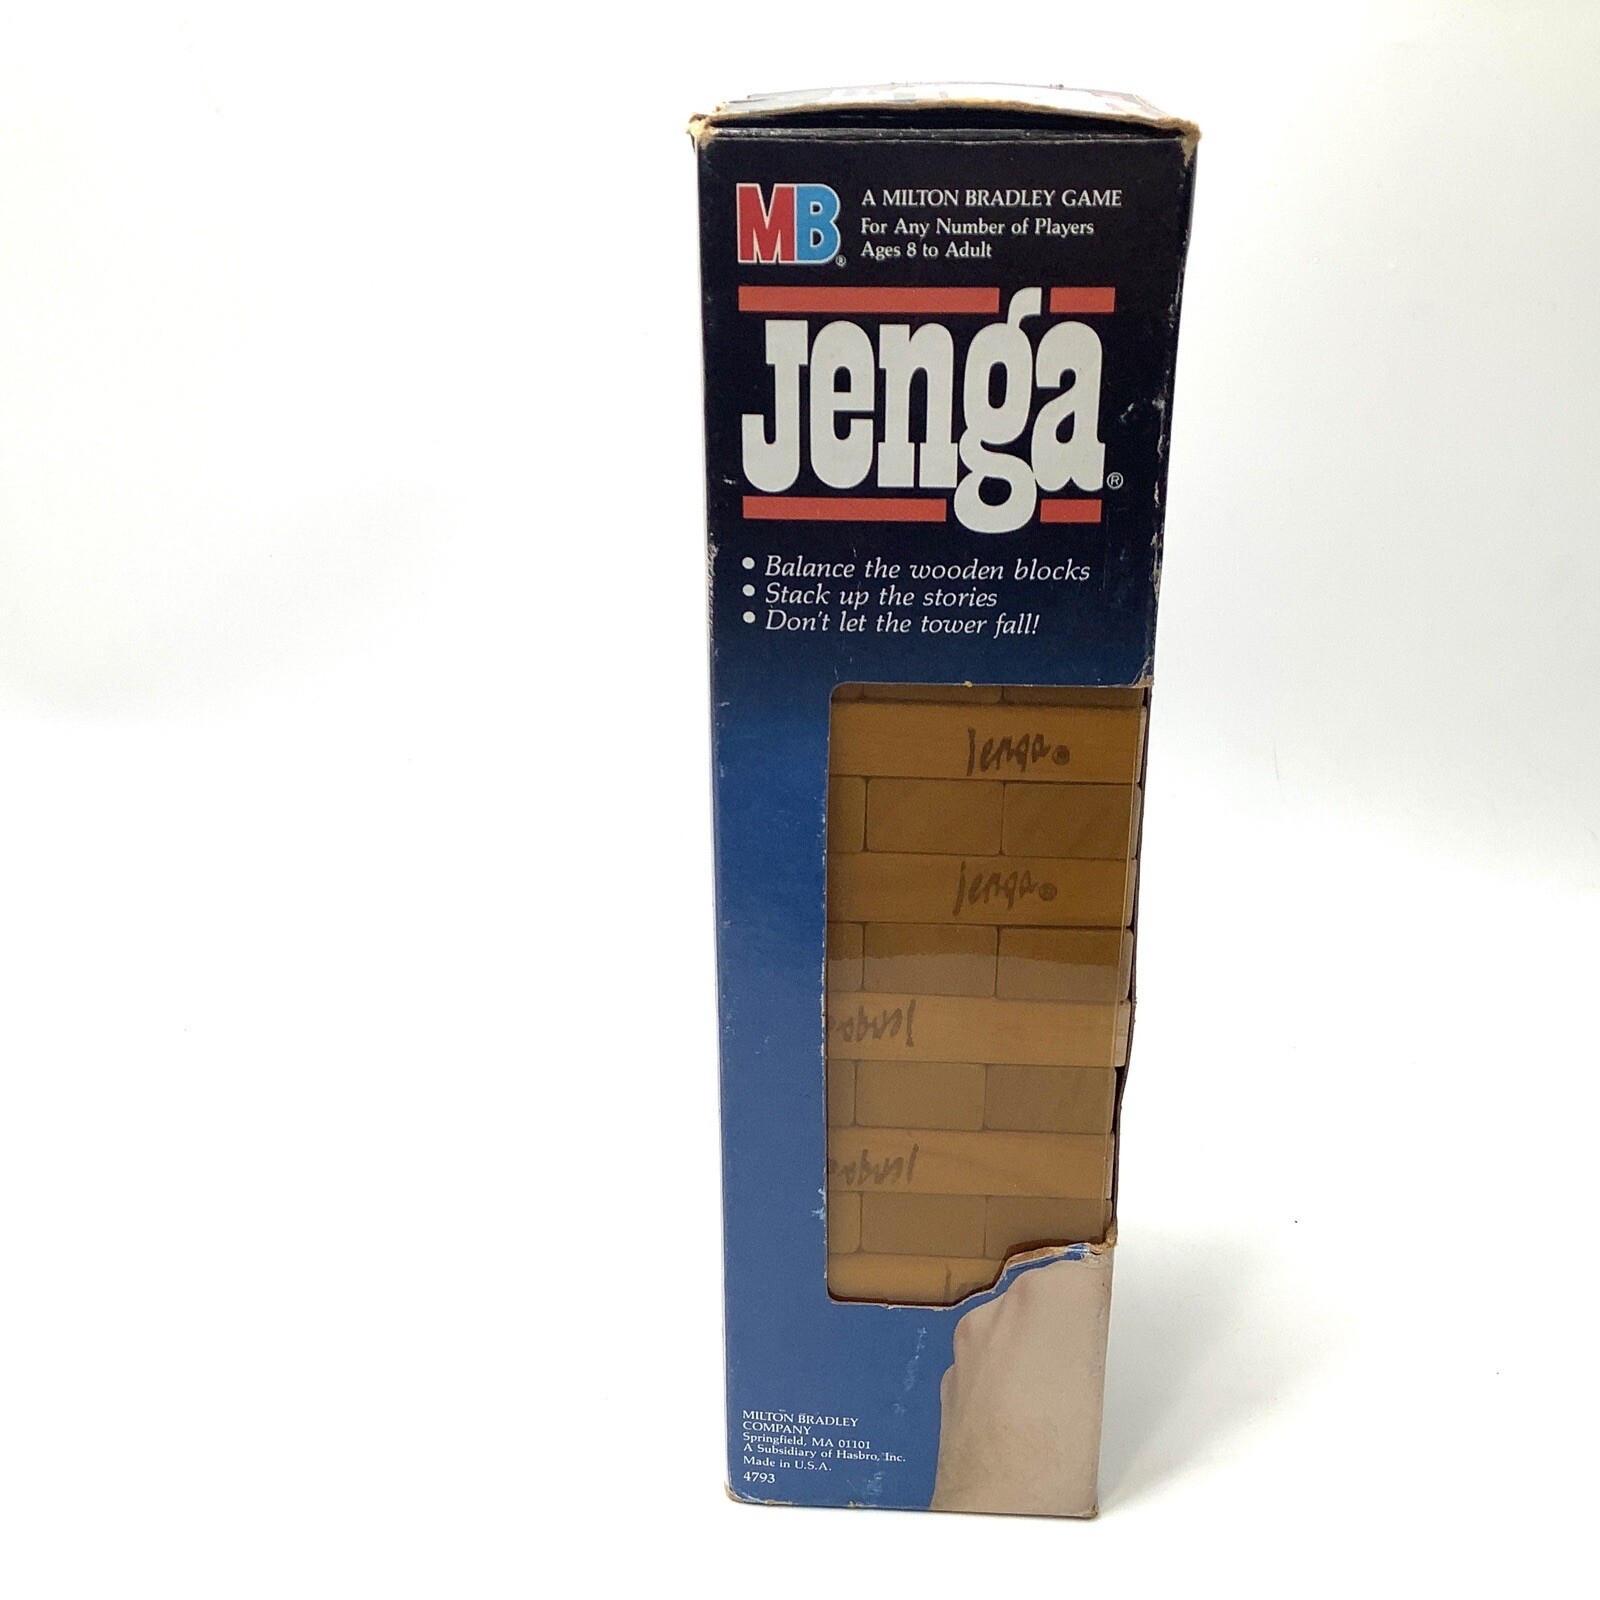 MB®
A MILTON BRADLEY GAME
For Any Number of Players
Ages 8 to Adult
Jenga®
• Balance the wooden blocks
• Stack up the stories
• Don't let the tower fall!
Jenga®
Jenga®
Jenga
Jenga
MILTON BRADLEY
COMPANY
Springfield, MA 01101
A Subsidiary of Hasbro, Inc.
Made in U.S.A.
4793